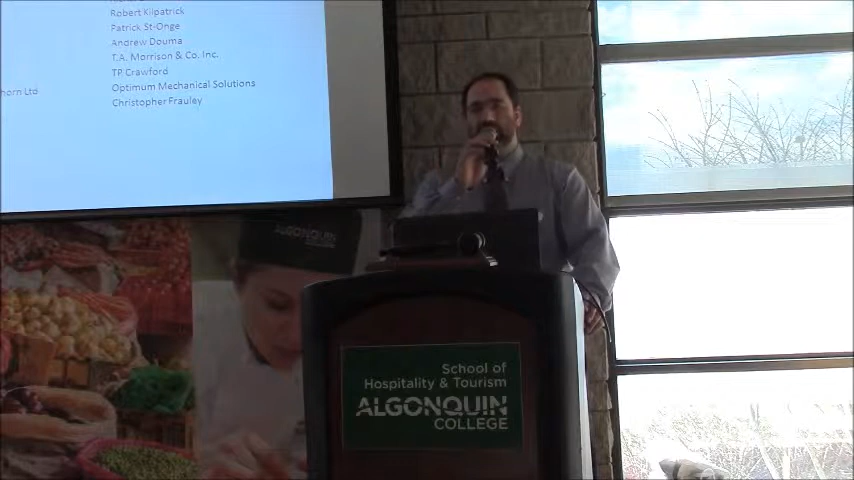 Robert Kilpatrick
Patrick St-Onge
Andrew Douma
T.A. Morrison & Co. Inc.
TP Crawford
horn Ltd
Optimum Mechanical Solutions
Christopher Frauley
ALGONQUIN
School of
Hospitality & Tourism
ALGONQUIN
COLLEGE